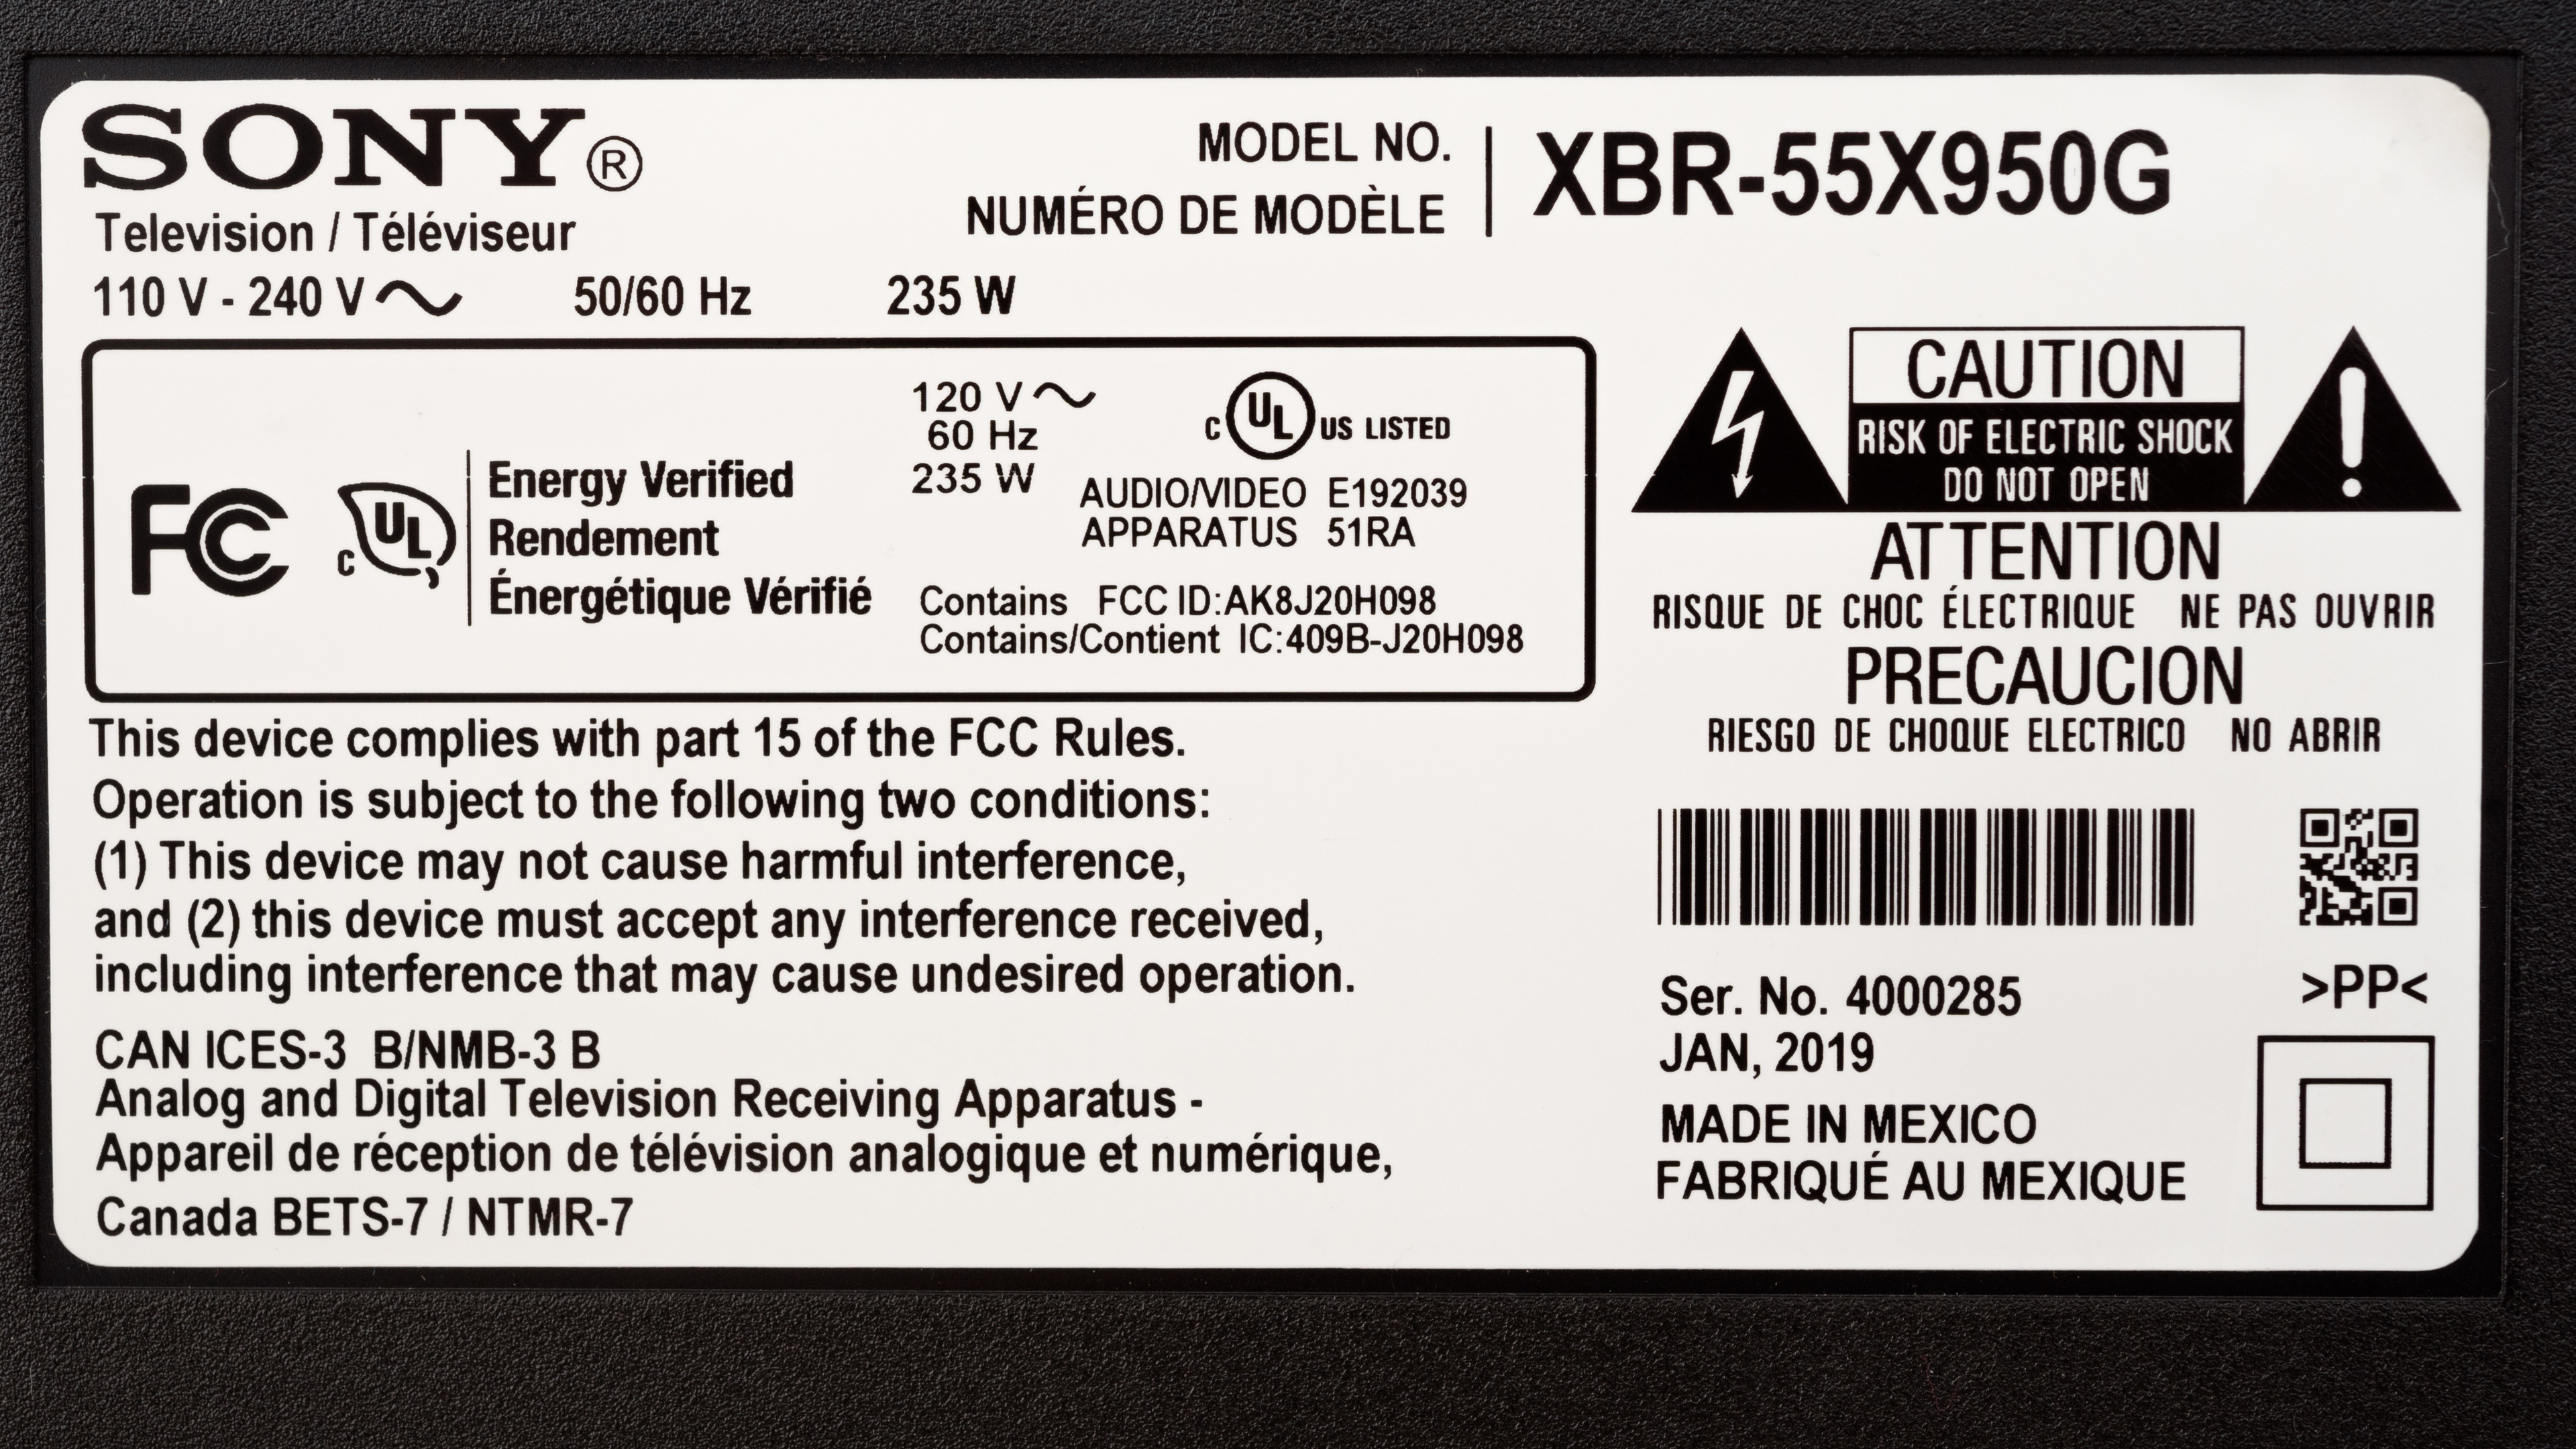 SONY®
Television / Téléviseur
MODEL NO.
NUMÉRO DE MODÈLE
XBR-55X950G
110 V - 240 V 50/60 Hz 235 W
FC
c UL
Energy Verified
Rendement
Énergétique Vérifié
120 V
60 Hz
235 W
c UL US LISTED
AUDIO/VIDEO E192039
APPARATUS 51RA
Contains FCC ID:AK8J20H098
Contains/Contient IC:409B-J20H098
CAUTION
RISK OF ELECTRIC SHOCK
DO NOT OPEN
ATTENTION
RISQUE DE CHOC ÉLECTRIQUE NE PAS OUVRIR
PRECAUCION
RIESGO DE CHOQUE ELECTRICO NO ABRIR
This device complies with part 15 of the FCC Rules.
Operation is subject to the following two conditions:
(1) This device may not cause harmful interference,
and (2) this device must accept any interference received,
including interference that may cause undesired operation.
CAN ICES-3 B/NMB-3 B
Analog and Digital Television Receiving Apparatus -
Appareil de réception de télévision analogique et numérique,
Canada BETS-7 / NTMR-7
Ser. No. 4000285
JAN, 2019
MADE IN MEXICO
FABRIQUÉ AU MEXIQUE
>PP<